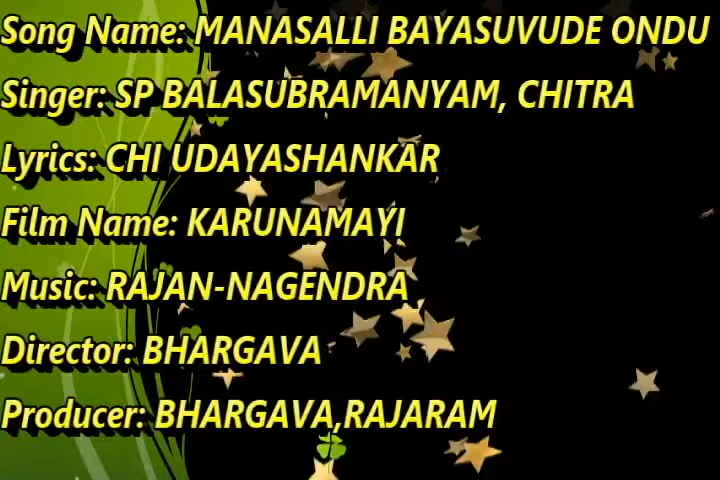 Song Name: MANASALLI BAYASUVUDE ONDU
Singer: SP BALASUBRAMANYAM, CHITRA
Lyrics: CHI UDAYASHANKAR
Film Name: KARUNAMAYI
Music: RAJAN-NAGENDRA
Director: BHARGAVA
Producer: BHARGAVA,RAJARAM